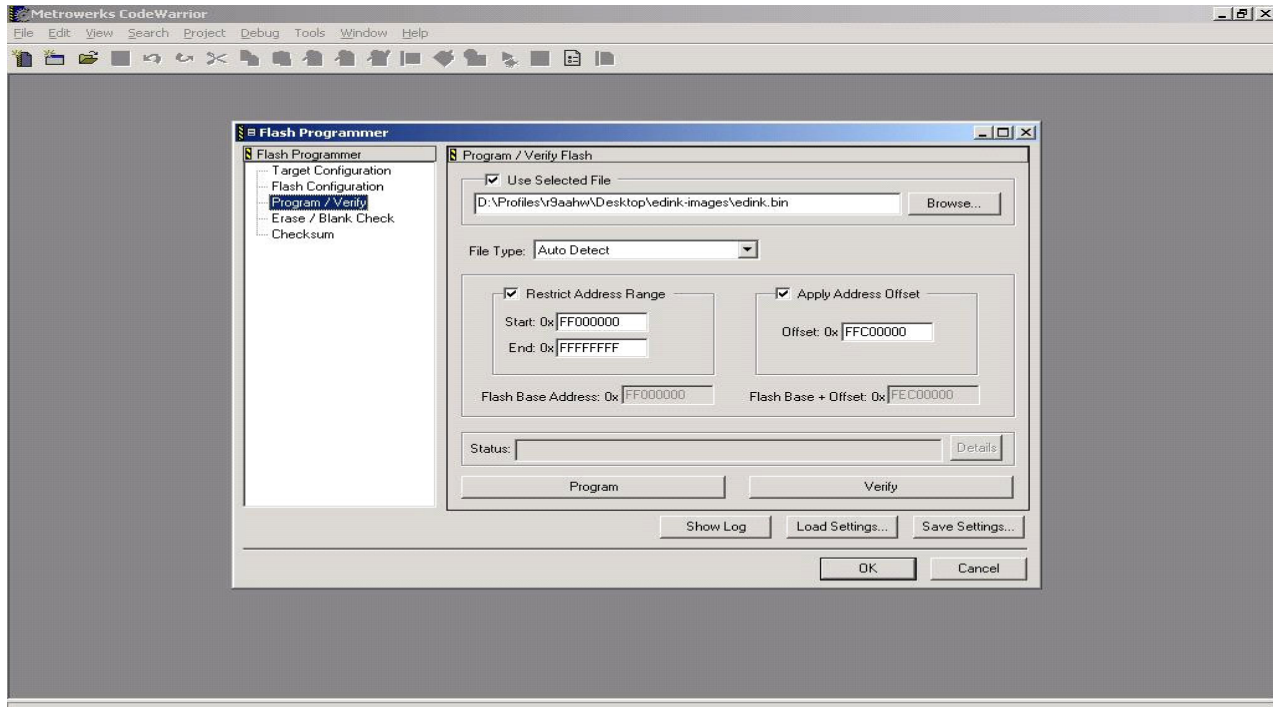 Metrowerks CodeWarrior
File Edit View Search Project Debug Tools Window Help
Flash Programmer
Flash Programmer
Target Configuration
Flash Configuration
Program / Verify
Erase / Blank Check
Checksum
Program / Verify Flash
Use Selected File
D:\Profiles\r9aahw\Desktop\edink-images\edink.bin
Browse...
File Type: Auto Detect
Restrict Address Range
Start: 0x FF000000
End: 0x FFFFFFFF
Apply Address Offset
Offset: 0x FFC00000
Flash Base Address: 0x FF000000
Flash Base + Offset: 0x FEC00000
Status:
Details
Program
Verify
Show Log
Load Settings...
Save Settings...
OK
Cancel